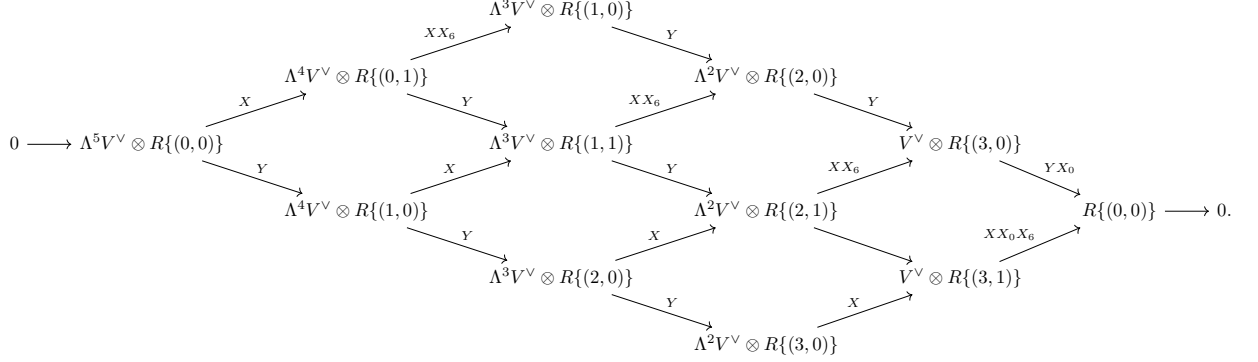 Λ³V^∨ ⊗ R{(1,0)}
XX₆ Y
Λ⁴V^∨ ⊗ R{(0,1)} Λ²V^∨ ⊗ R{(2,0)}
X Y XX₆ Y
0 ⟶ Λ⁵V^∨ ⊗ R{(0,0)} Λ³V^∨ ⊗ R{(1,1)} V^∨ ⊗ R{(3,0)}
Y X Y XX₆ YX₀
Λ⁴V^∨ ⊗ R{(1,0)} Λ²V^∨ ⊗ R{(2,1)} R{(0,0)} ⟶ 0.
Y X XX₀X₆
Λ³V^∨ ⊗ R{(2,0)} V^∨ ⊗ R{(3,1)}
Y X
Λ²V^∨ ⊗ R{(3,0)}